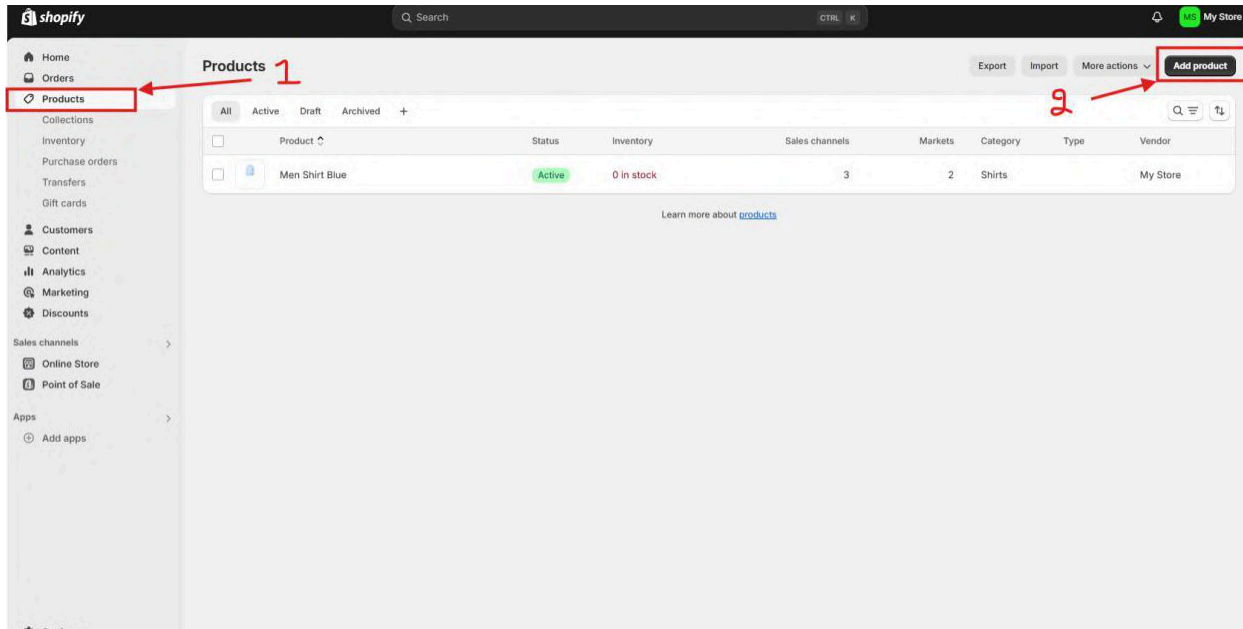 shopify
Search
CTRL K
MS My Store
Home
Orders
Products
Collections
Inventory
Purchase orders
Transfers
Gift cards
Customers
Content
Analytics
Marketing
Discounts
Sales channels
Online Store
Point of Sale
Apps
Add apps
Products 1
Export Import More actions Add product
2
All Active Draft Archived +
Product Status Inventory Sales channels Markets Category Type Vendor
Men Shirt Blue Active 0 in stock 3 2 Shirts My Store
Learn more about products